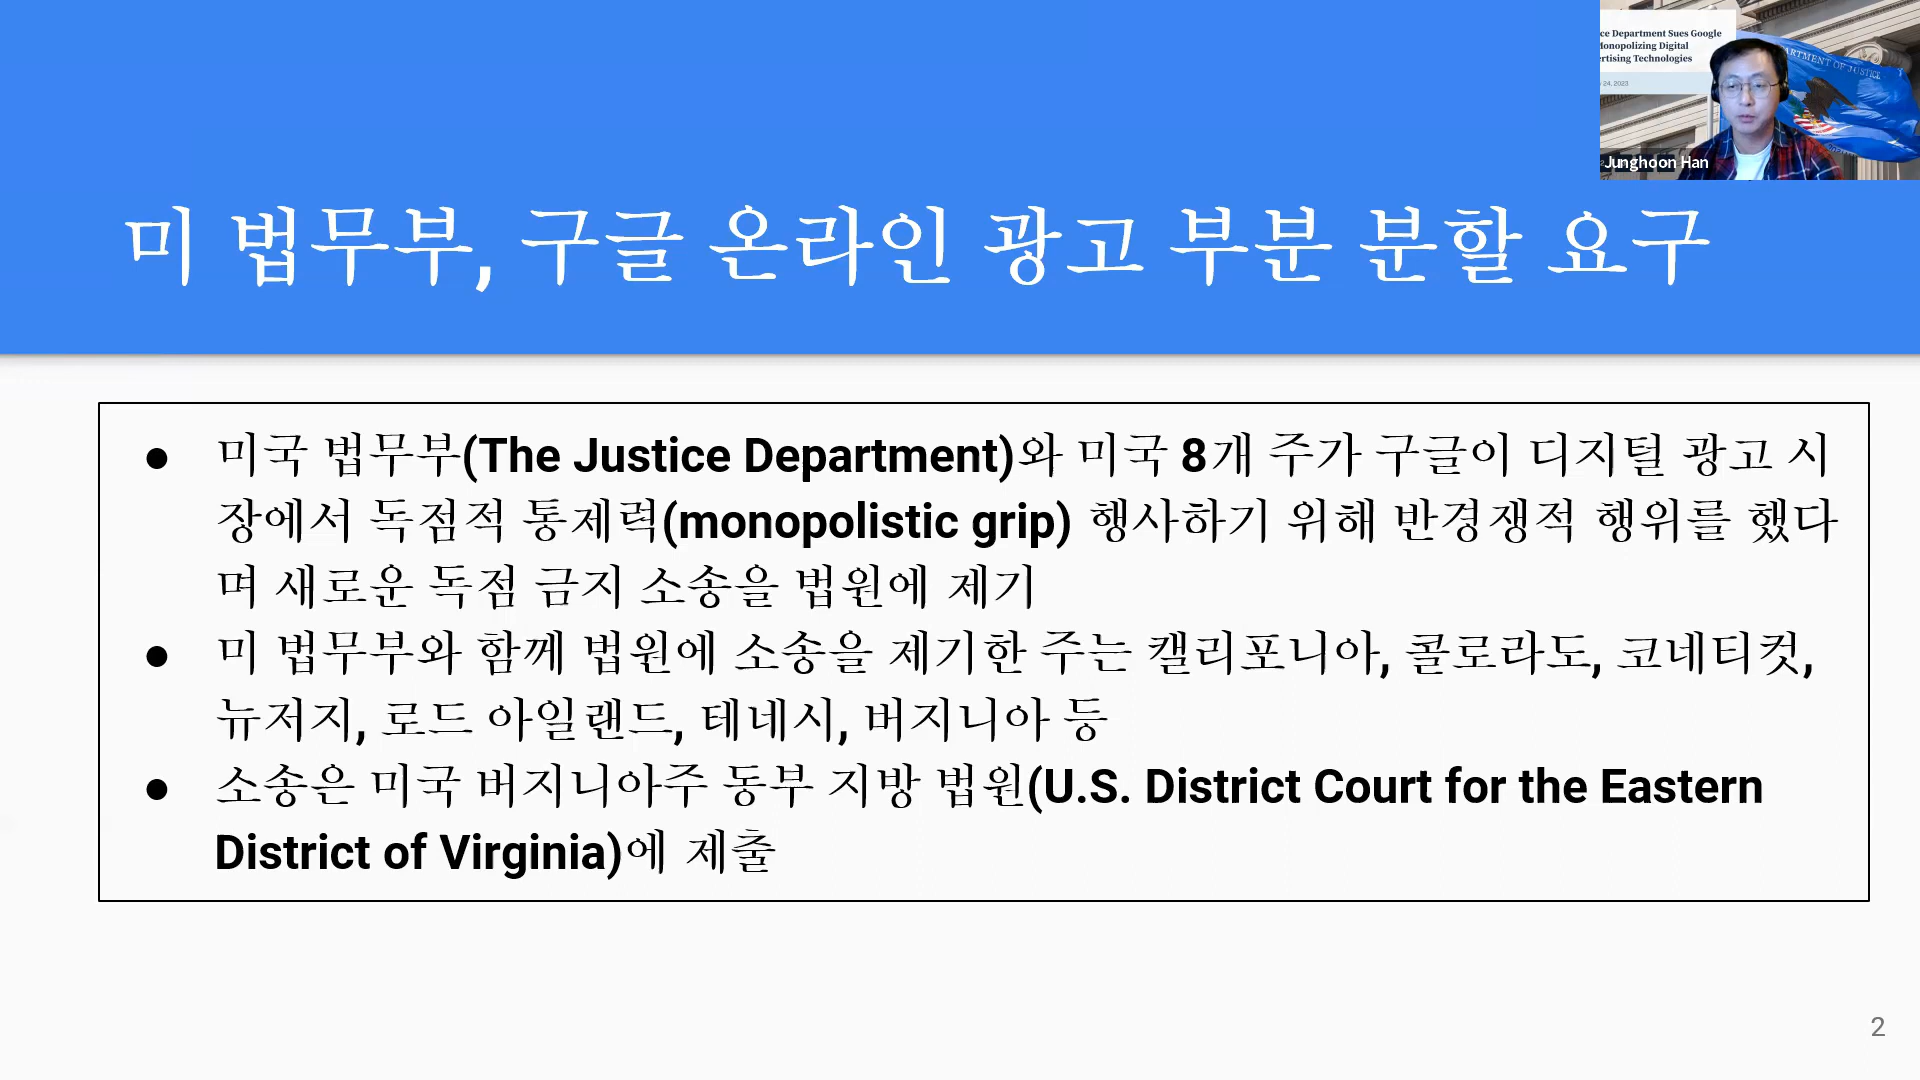 ce Department Sues Google
Monopolizing Digital
ertising Technologies
24, 2023
DEPARTMENT OF JUSTICE
Junghoon Han
미 법무부, 구글 온라인 광고 부분 분할 요구
● 미국 법무부(The Justice Department)와 미국 8개 주가 구글이 디지털 광고 시
장에서 독점적 통제력(monopolistic grip) 행사하기 위해 반경쟁적 행위를 했다
며 새로운 독점 금지 소송을 법원에 제기
● 미 법무부와 함께 법원에 소송을 제기한 주는 캘리포니아, 콜로라도, 코네티컷,
뉴저지, 로드 아일랜드, 테네시, 버지니아 등
● 소송은 미국 버지니아주 동부 지방 법원(U.S. District Court for the Eastern
District of Virginia)에 제출
2